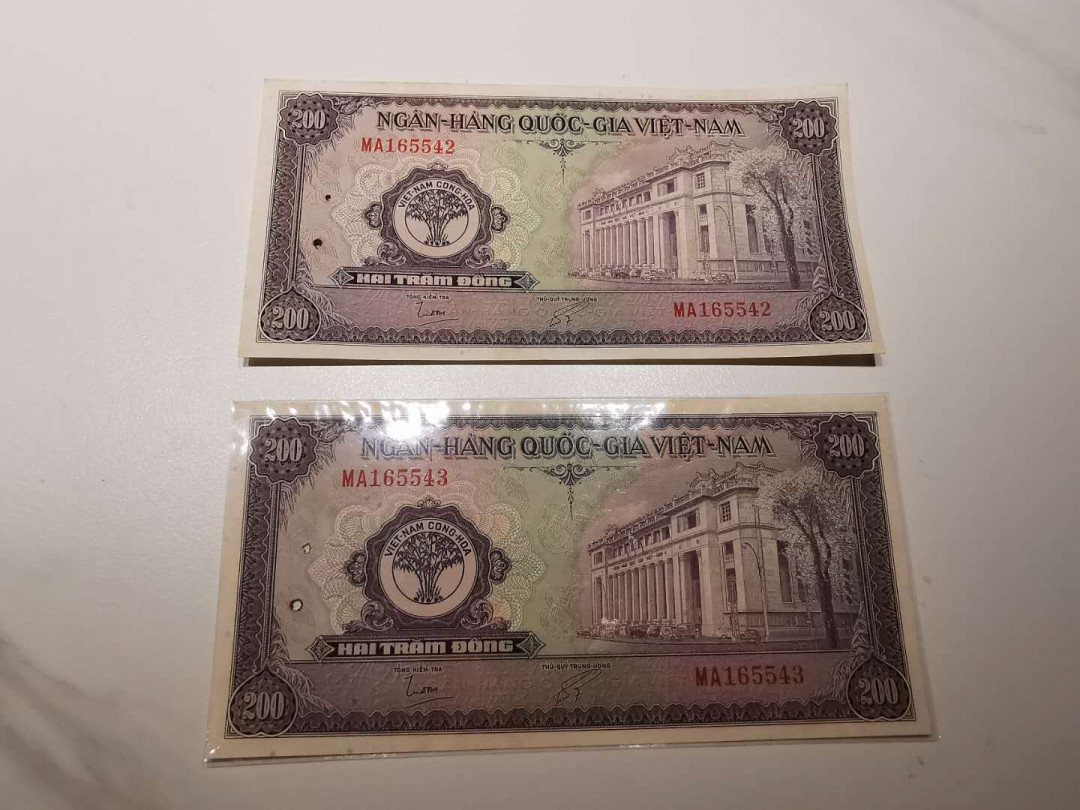 200
200
NGÂN-HÀNG QUỐC-GIA VIỆT-NAM
MA165542
VIỆT-NAM CỘNG-HÒA
HAI TRĂM ĐỒNG
TỔNG KIỂM-TRA
THỦ-QUỸ TRUNG-ƯƠNG
MA165542
200
200
200
200
NGÂN-HÀNG QUỐC-GIA VIỆT-NAM
MA165543
VIỆT-NAM CỘNG-HÒA
HAI TRĂM ĐỒNG
TỔNG KIỂM-TRA
THỦ-QUỸ TRUNG-ƯƠNG
MA165543
200
200